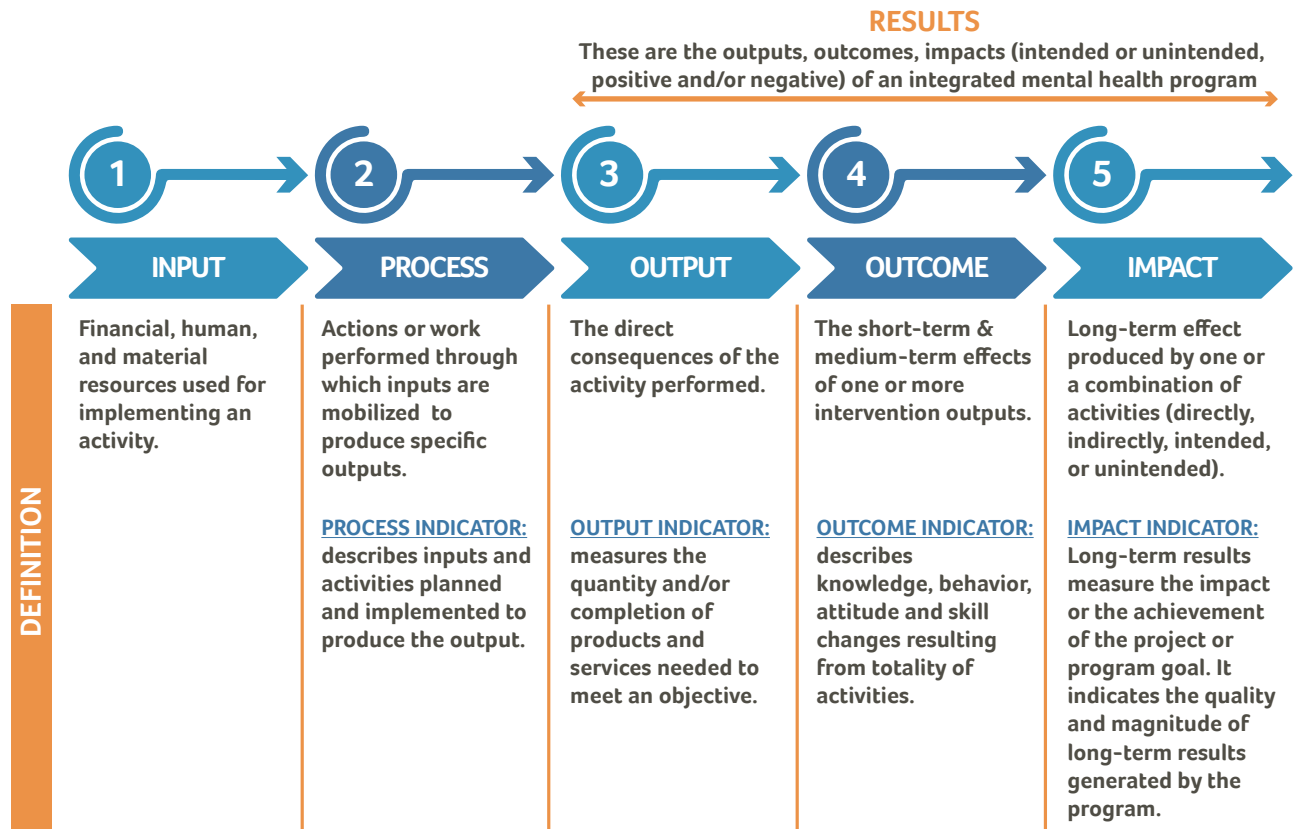 RESULTS
These are the outputs, outcomes, impacts (intended or unintended,
positive and/or negative) of an integrated mental health program
1
2
3
4
5
INPUT
PROCESS
OUTPUT
OUTCOME
IMPACT
DEFINITION
Financial, human,
and material
resources used for
implementing an
activity.
Actions or work
performed through
which inputs are
mobilized to
produce specific
outputs.
PROCESS INDICATOR:
describes inputs and
activities planned
and implemented to
produce the output.
The direct
consequences of the
activity performed.
OUTPUT INDICATOR:
measures the
quantity and/or
completion of
products and
services needed to
meet an objective.
The short-term &
medium-term effects
of one or more
intervention outputs.
OUTCOME INDICATOR:
describes
knowledge, behavior,
attitude and skill
changes resulting
from totality of
activities.
Long-term effect
produced by one or
a combination of
activities (directly,
indirectly, intended,
or unintended).
IMPACT INDICATOR:
Long-term results
measure the impact
or the achievement
of the project or
program goal. It
indicates the quality
and magnitude of
long-term results
generated by the
program.